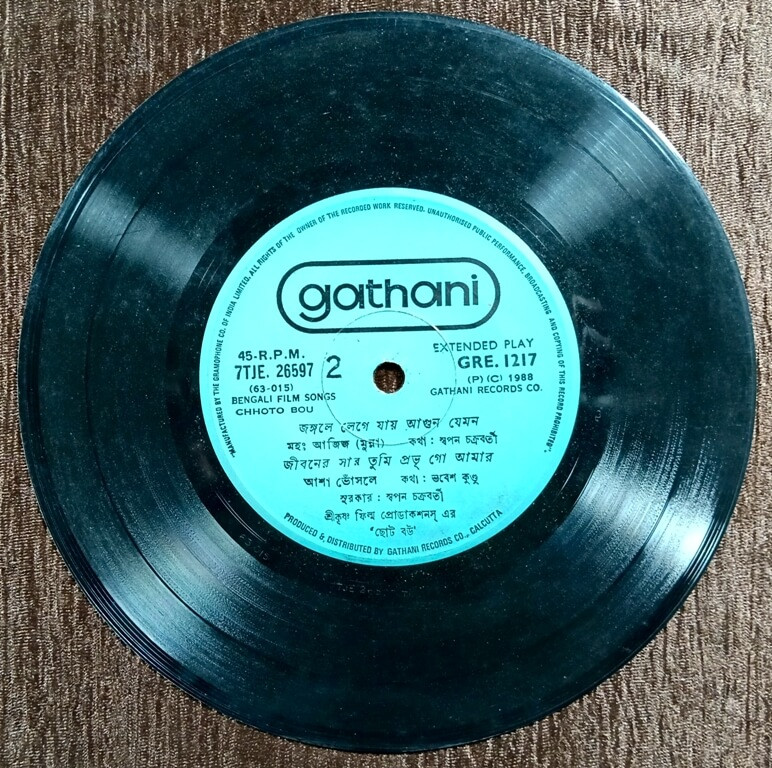 "MANUFACTURED BY THE GRAMOPHONE CO. OF INDIA LIMITED. ALL RIGHTS OF THE OWNER OF THE RECORDED WORK RESERVED. UNAUTHORISED PUBLIC PERFORMANCE, BROADCASTING AND COPYING OF THIS RECORD PROHIBITED".
gathani
45-R.P.M.
7TJE. 26597 2
(63-015)
BENGALI FILM SONGS
CHHOTO BOU
EXTENDED PLAY
GRE. 1217
(P) (C) 1988
GATHANI RECORDS CO.
জঙ্গলে লেগে যায় আগুন যেমন
মহঃ আজিজ (মুন্না) কথা : স্বপন চক্রবর্তী
জীবনের সার তুমি প্রভু গো আমার
আশা ভোঁসলে কথা : ভবেশ কুণ্ডু
সুরকার : স্বপন চক্রবর্তী
শ্রীকৃষ্ণ ফিল্ম প্রোডাকশনস্ এর
"ছোট বউ"
PRODUCED & DISTRIBUTED BY GATHANI RECORDS CO., CALCUTTA